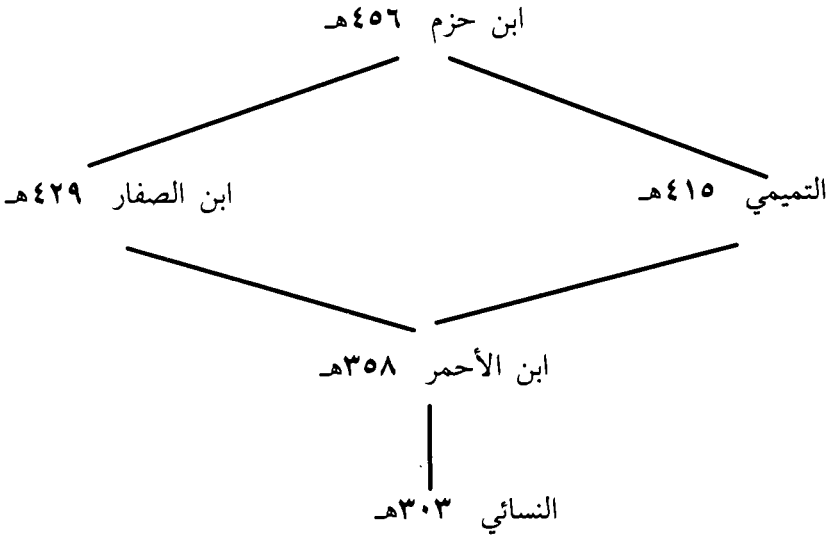 ابن حزم ٤٥٦هـ
التميمي ٤١٥هـ
ابن الصفار ٤٢٩هـ
ابن الأحمر ٣٥٨هـ
النسائي ٣٠٣هـ